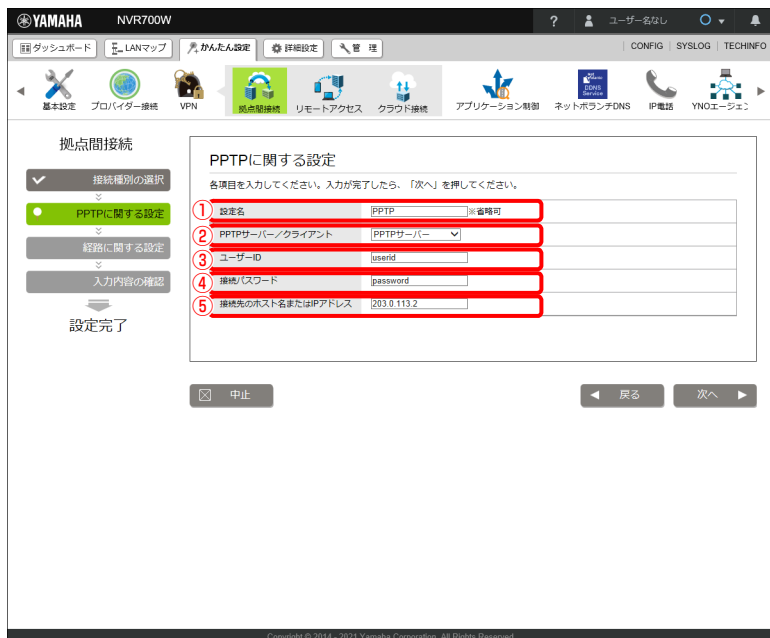 YAMAHA NVR700W ? ユーザー名なし
ダッシュボード LANマップ かんたん設定 詳細設定 管 理 CONFIG SYSLOG TECHINFO
DDNS
Service
基本設定 プロバイダー接続 VPN 拠点間接続 リモートアクセス クラウド接続 アプリケーション制御 ネットボランチDNS IP電話 YNOエージェ
拠点間接続
接続種別の選択
PPTPに関する設定
経路に関する設定
入力内容の確認
設定完了
PPTPに関する設定
各項目を入力してください。入力が完了したら、「次へ」を押してください。
① 設定名 PPTP ※省略可
② PPTPサーバー／クライアント PPTPサーバー
③ ユーザーID userid
④ 接続パスワード password
⑤ 接続先のホスト名またはIPアドレス 203.0.113.2
中止 戻る 次へ
Copyright © 2014 - 2021 Yamaha Corporation. All Rights Reserved.